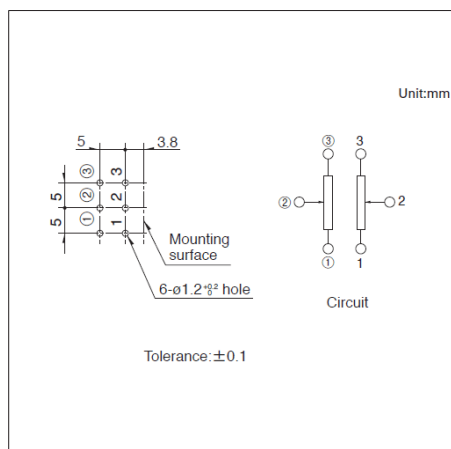 Unit:mm
5 3.8
③ 3
② 2
① 1
5
5
Mounting
surface
6-ø1.2 +0.2 0 hole
③ 3
② 2
① 1
Circuit
Tolerance:±0.1